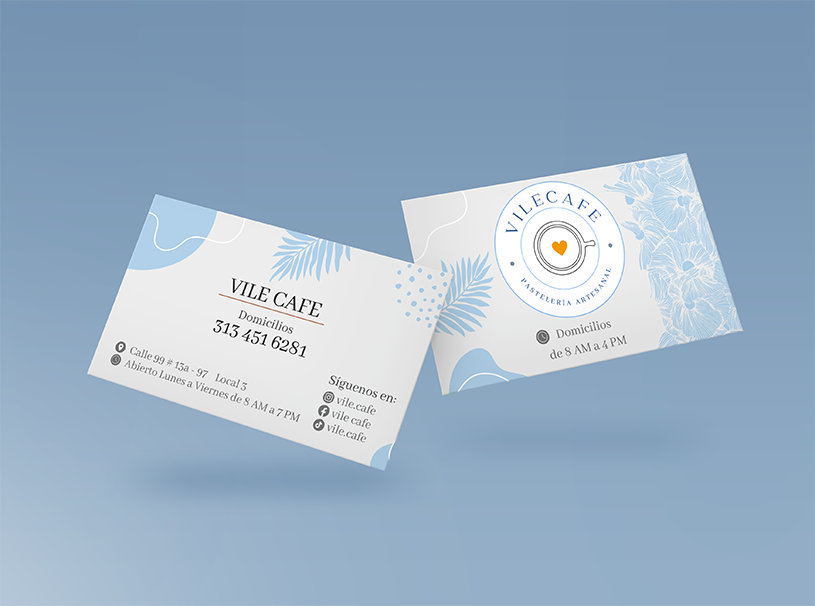 VILE CAFE
Domicilios
313 451 6281
Calle 99 # 13a - 97 Local 3
Abierto Lunes a Viernes de 8 AM a 7 PM
Síguenos en:
vile.cafe
vile cafe
vile.cafe
VILECAFE
PASTELERÍA ARTESANAL
Domicilios
de 8 AM a 4 PM